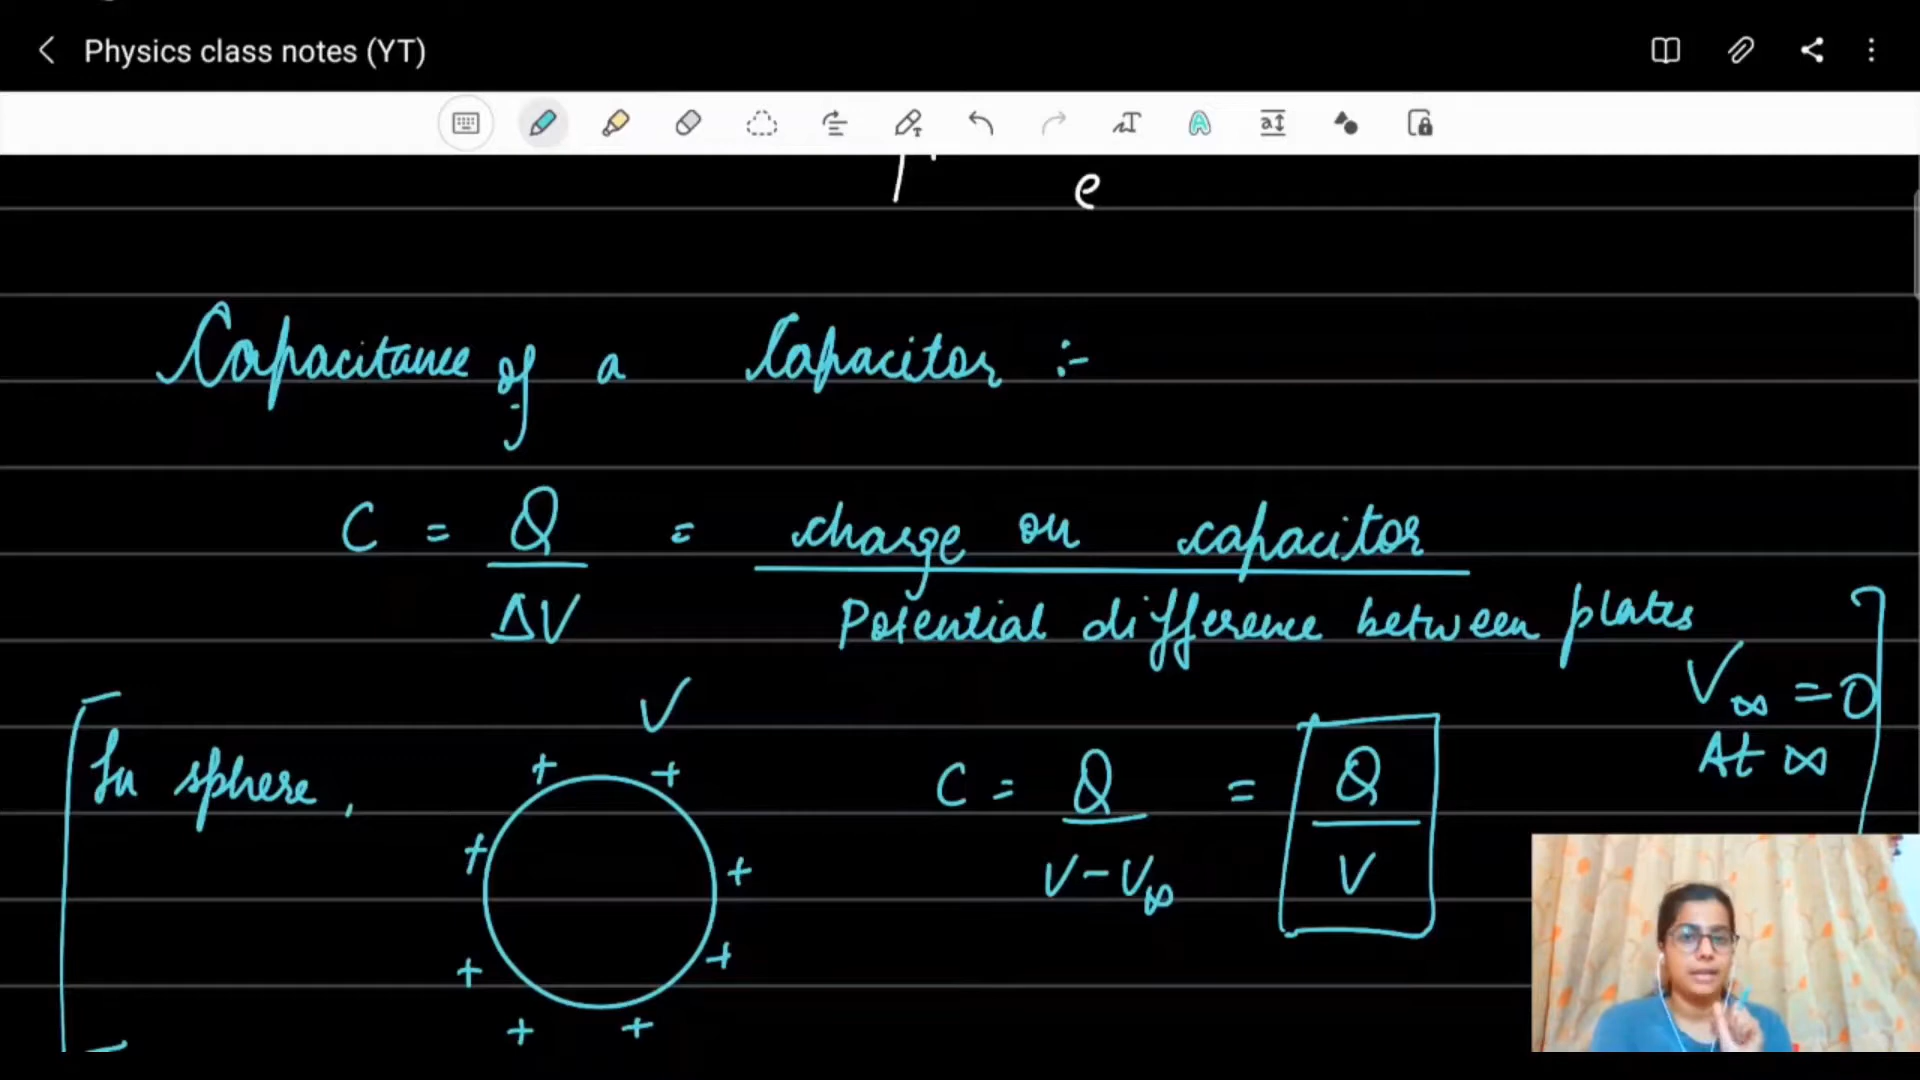 Physics class notes (YT)
e
Capacitance of a Capacitor :-
C = Q = charge on capacitor
ΔV Potential difference between plates
V∞ = 0
At ∞
In sphere,
V
+ +
+ +
+ +
+ +
C = Q = Q
V - V∞ V